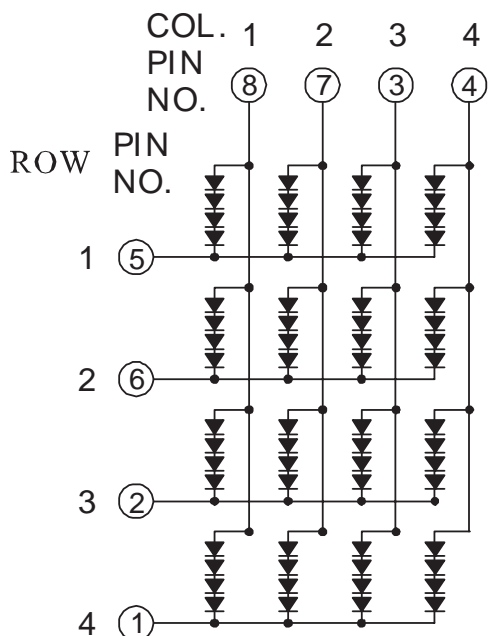 COL. 1 2 3 4
PIN
NO. 8 7 3 4
ROW PIN
NO.
1 5
2 6
3 2
4 1